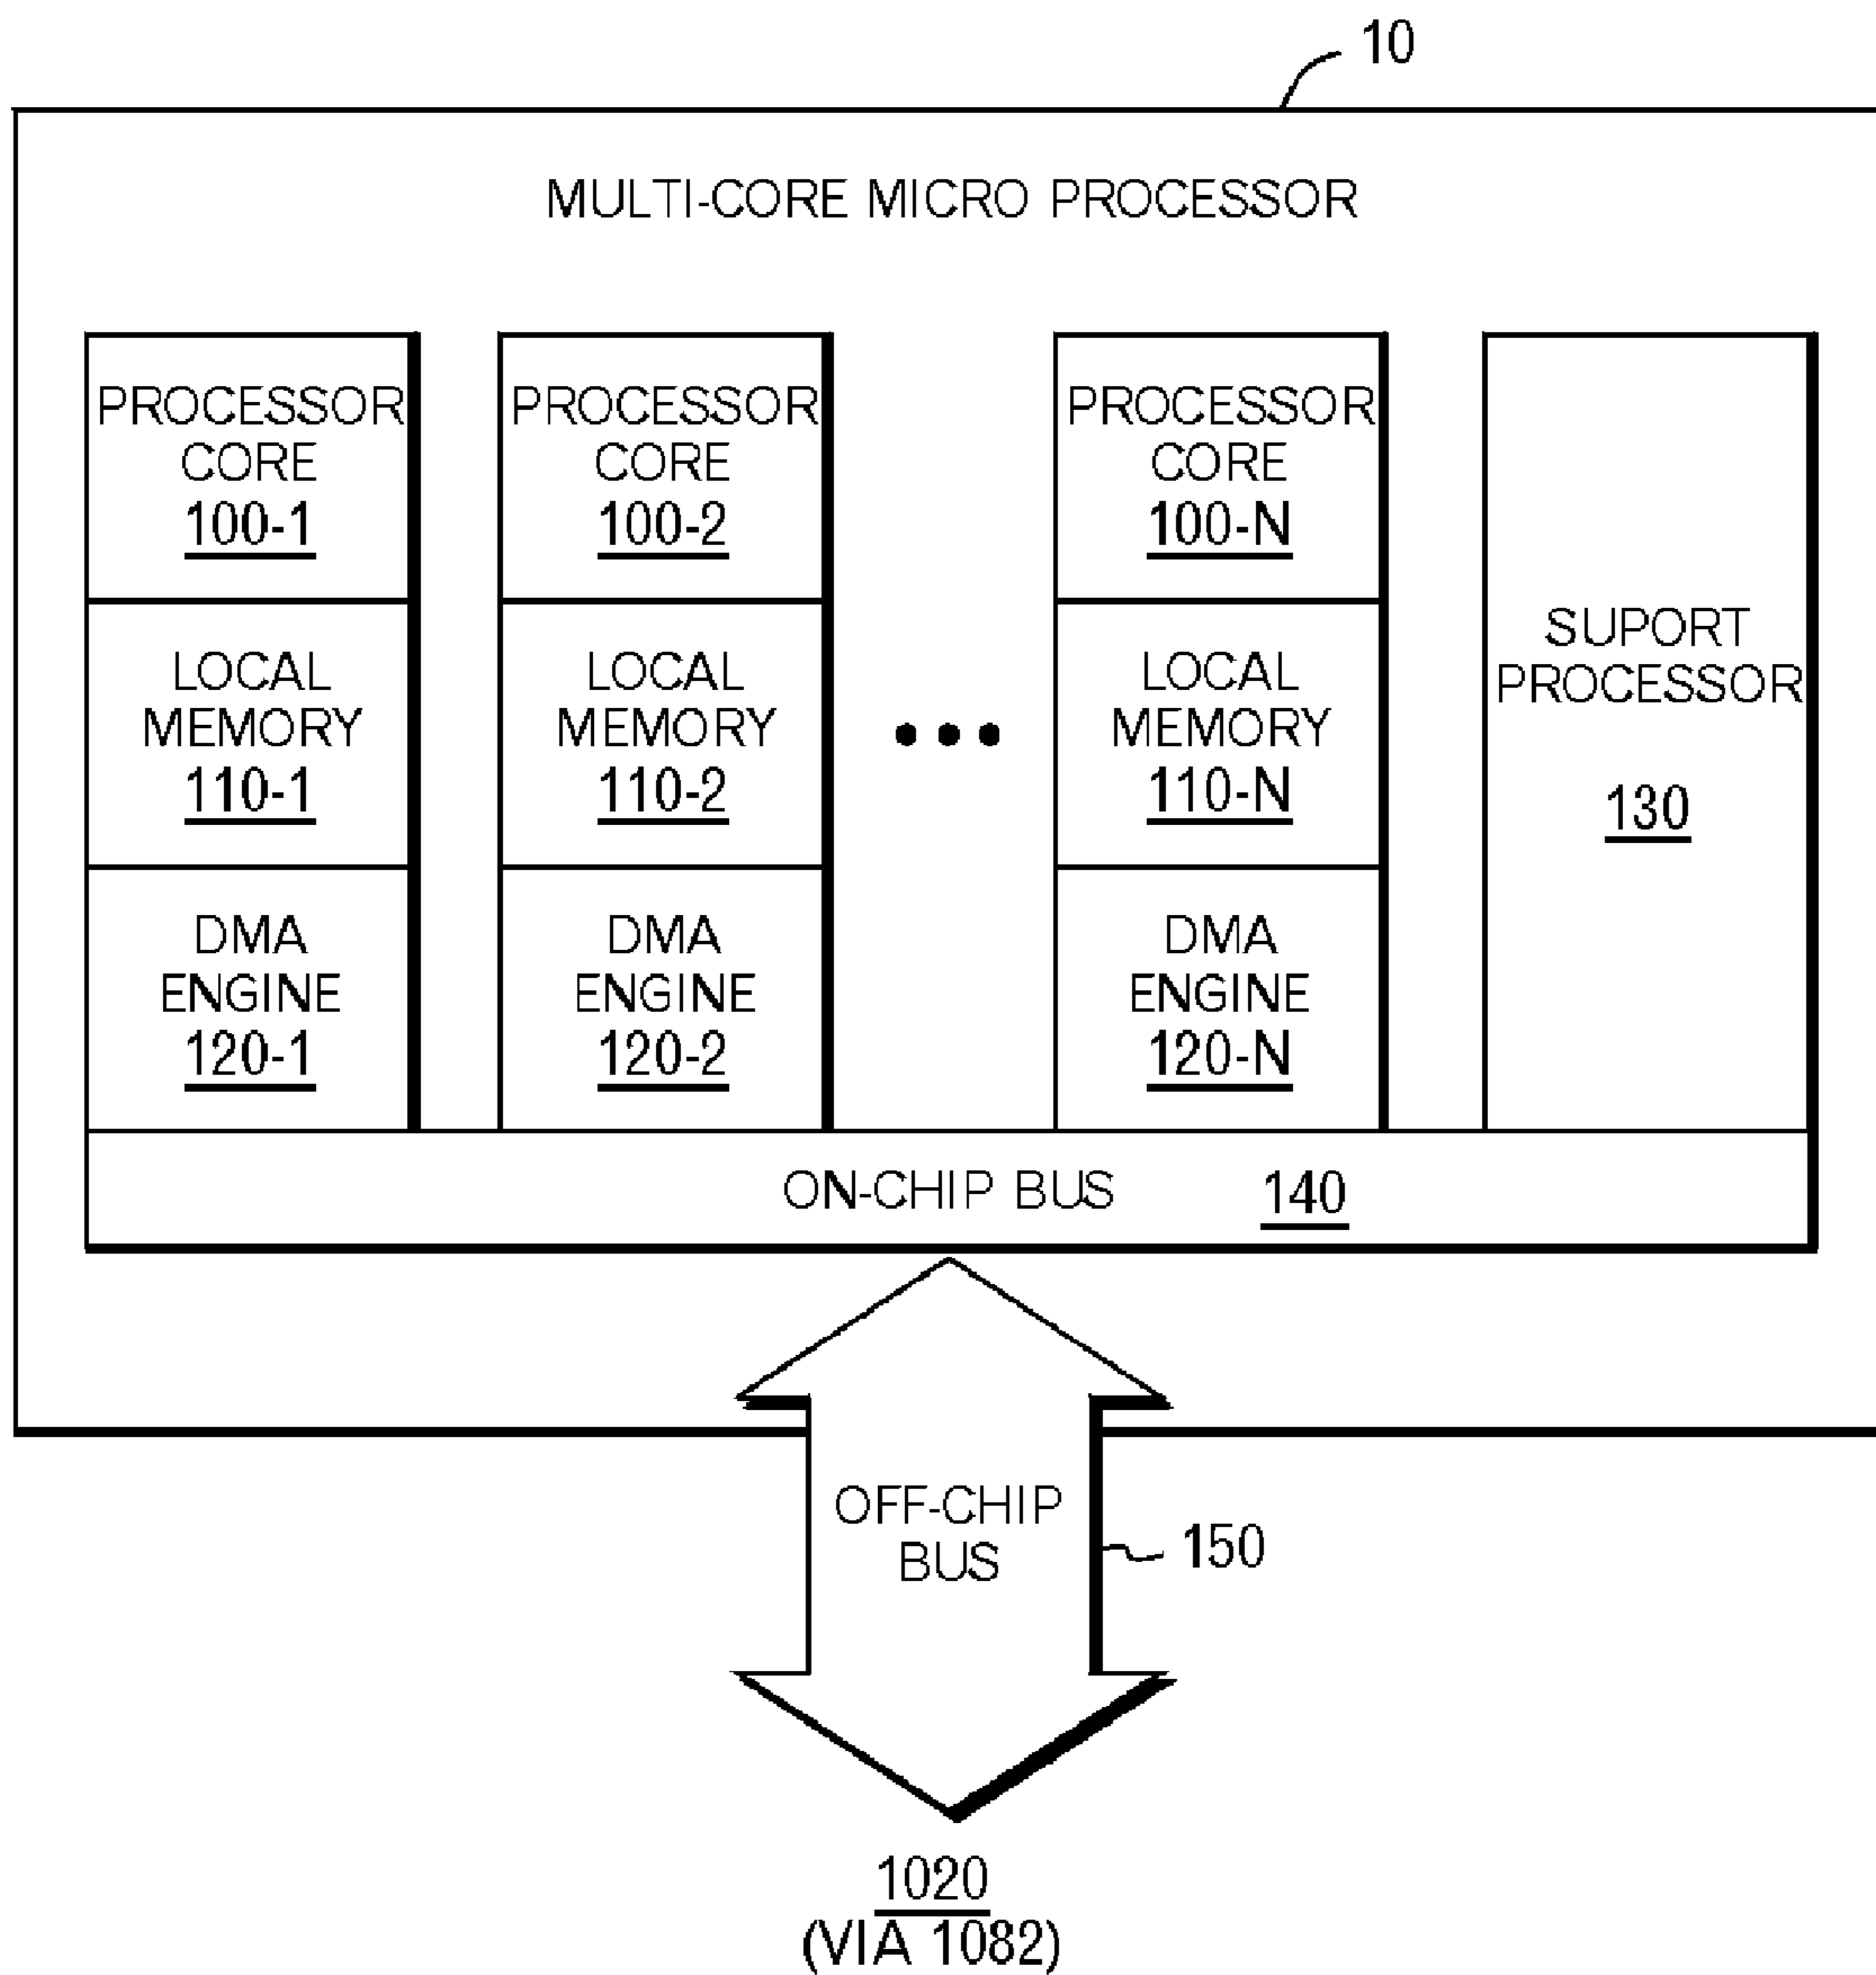 10
MULTI-CORE MICRO PROCESSOR
PROCESSOR
CORE
100-1
LOCAL
MEMORY
110-1
DMA
ENGINE
120-1
PROCESSOR
CORE
100-2
LOCAL
MEMORY
110-2
DMA
ENGINE
120-2
PROCESSOR
CORE
100-N
LOCAL
MEMORY
110-N
DMA
ENGINE
120-N
SUPORT
PROCESSOR
130
ON-CHIP BUS 140
OFF-CHIP
BUS
150
1020
(VIA 1082)